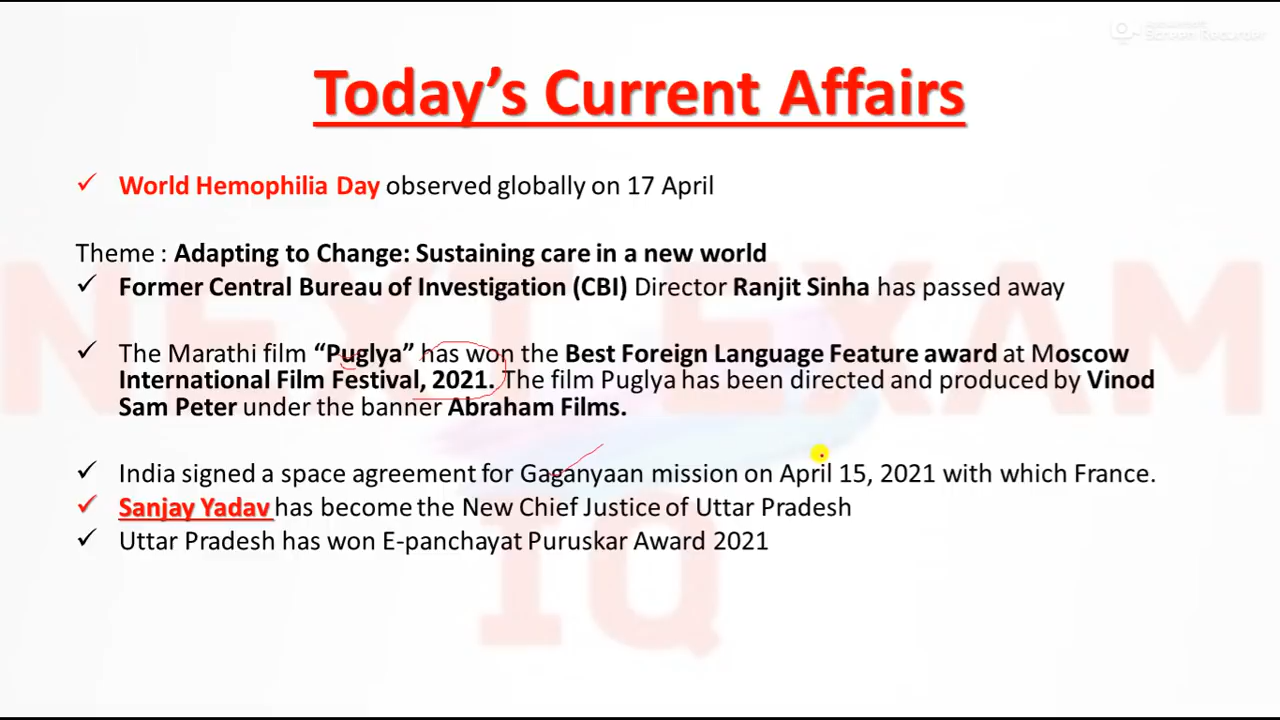 Screen Recorder
Today's Current Affairs
✓ World Hemophilia Day observed globally on 17 April
Theme : Adapting to Change: Sustaining care in a new world
✓ Former Central Bureau of Investigation (CBI) Director Ranjit Sinha has passed away
✓ The Marathi film “Puglya” has won the Best Foreign Language Feature award at Moscow
International Film Festival, 2021. The film Puglya has been directed and produced by Vinod
Sam Peter under the banner Abraham Films.
✓ India signed a space agreement for Gaganyaan mission on April 15, 2021 with which France.
✓ Sanjay Yadav has become the New Chief Justice of Uttar Pradesh
✓ Uttar Pradesh has won E-panchayat Puruskar Award 2021
NEXT EXAM
IQ